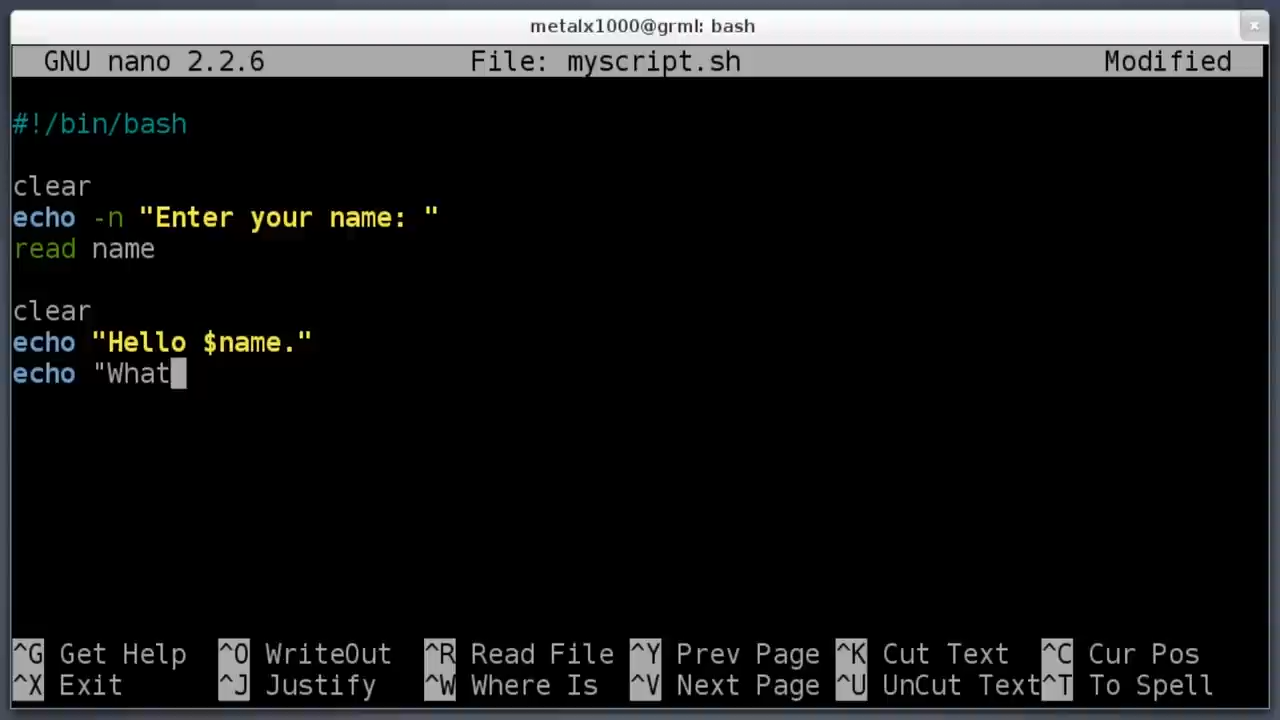 metalx1000@grml: bash
GNU nano 2.2.6 File: myscript.sh Modified
#!/bin/bash
clear
echo -n "Enter your name: "
read name
clear
echo "Hello $name."
echo "What
^G Get Help ^O WriteOut ^R Read File ^Y Prev Page ^K Cut Text ^C Cur Pos
^X Exit ^J Justify ^W Where Is ^V Next Page ^U UnCut Text ^T To Spell